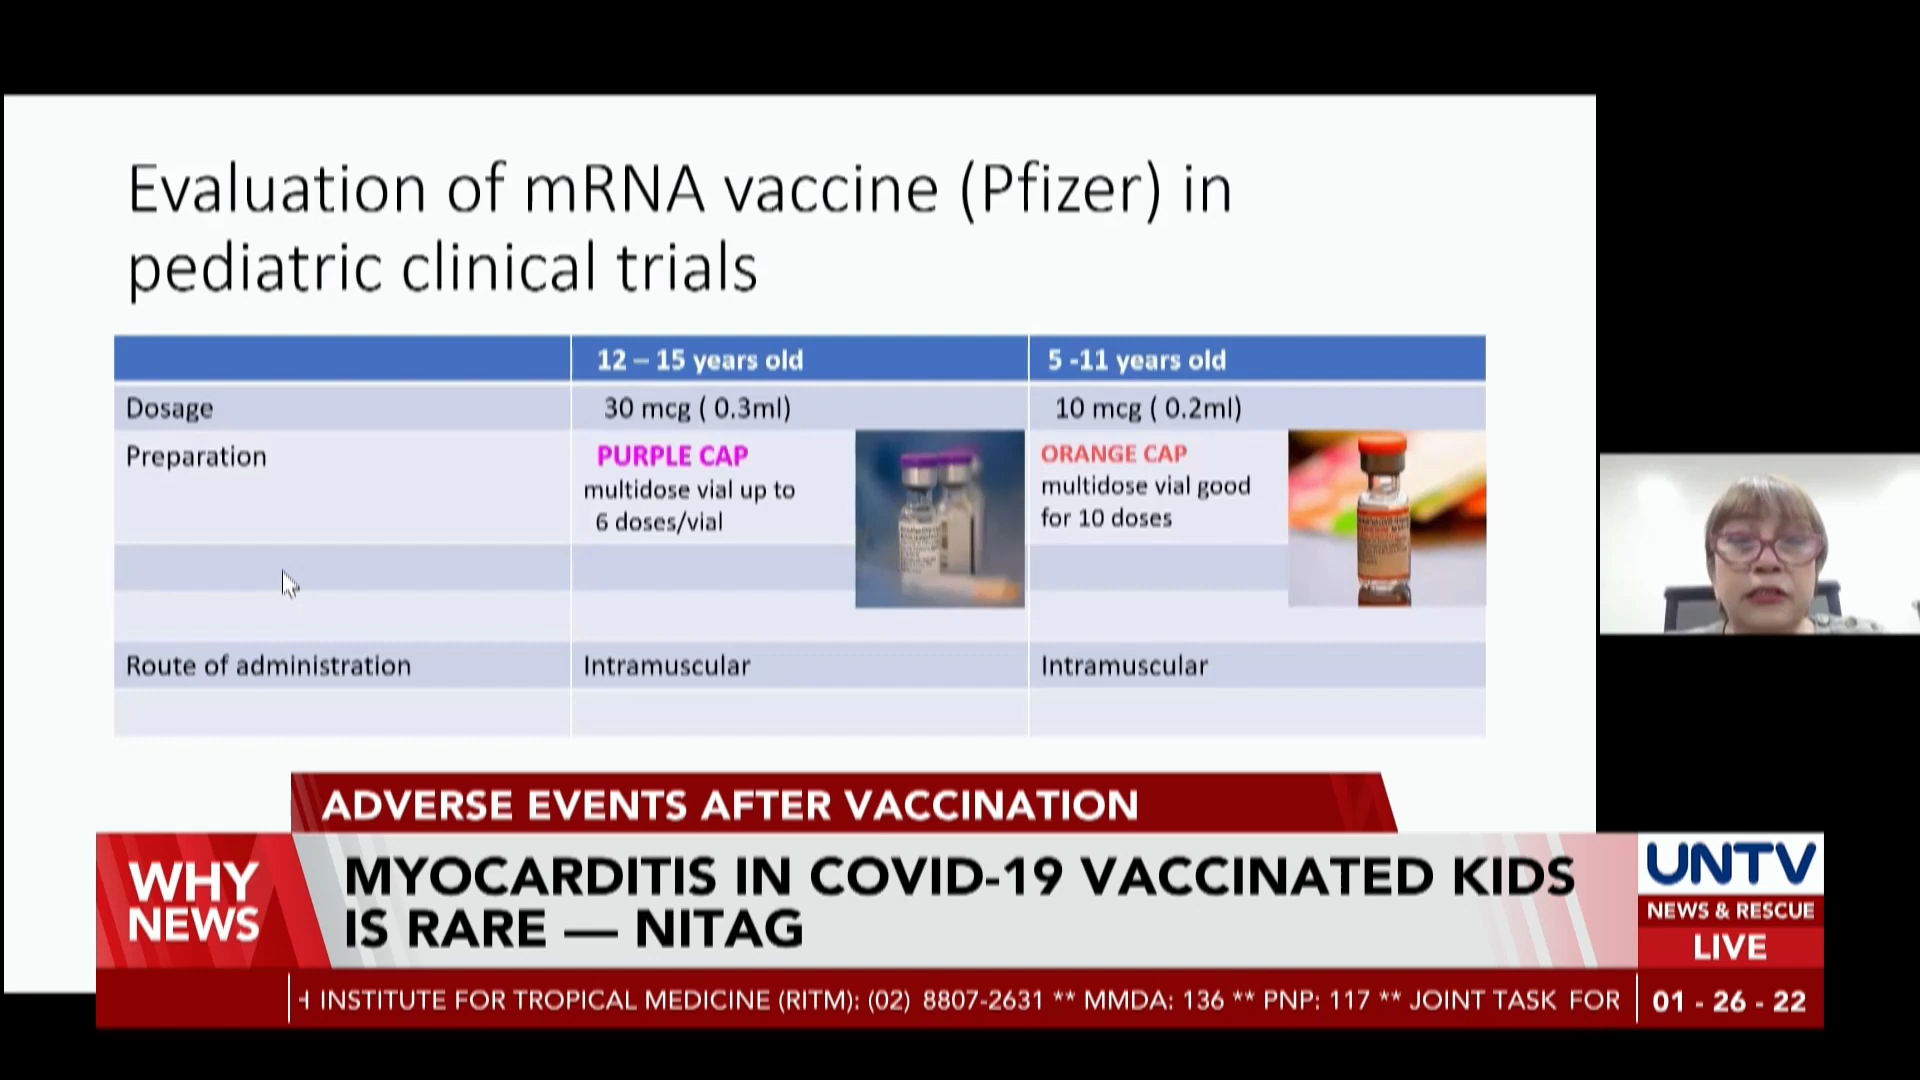 Evaluation of mRNA vaccine (Pfizer) in
pediatric clinical trials
12 – 15 years old
5 -11 years old
Dosage
30 mcg ( 0.3ml)
10 mcg ( 0.2ml)
Preparation
PURPLE CAP
multidose vial up to
6 doses/vial
ORANGE CAP
multidose vial good
for 10 doses
Route of administration
Intramuscular
Intramuscular
ADVERSE EVENTS AFTER VACCINATION
WHY
NEWS
MYOCARDITIS IN COVID-19 VACCINATED KIDS
IS RARE — NITAG
UNTV
NEWS & RESCUE
LIVE
INSTITUTE FOR TROPICAL MEDICINE (RITM): (02) 8807-2631 ** MMDA: 136 ** PNP: 117 ** JOINT TASK FOR
01 - 26 - 22